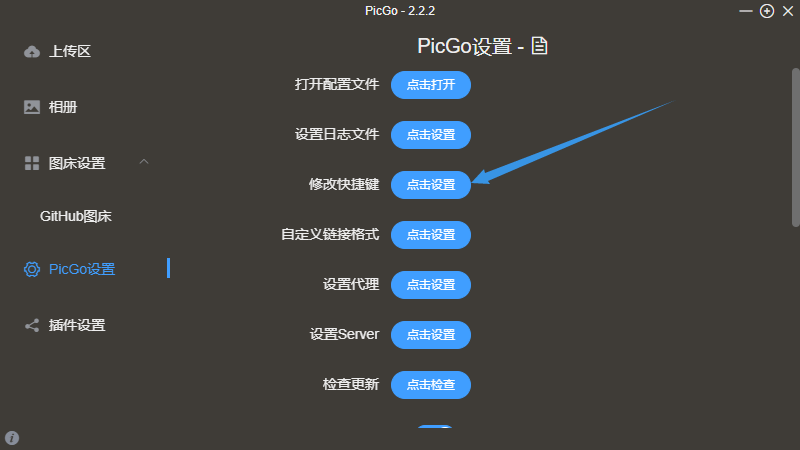 PicGo - 2.2.2
上传区
相册
图床设置
GitHub图床
PicGo设置
插件设置
PicGo设置 -
打开配置文件 点击打开
设置日志文件 点击设置
修改快捷键 点击设置
自定义链接格式 点击设置
设置代理 点击设置
设置Server 点击设置
检查更新 点击检查